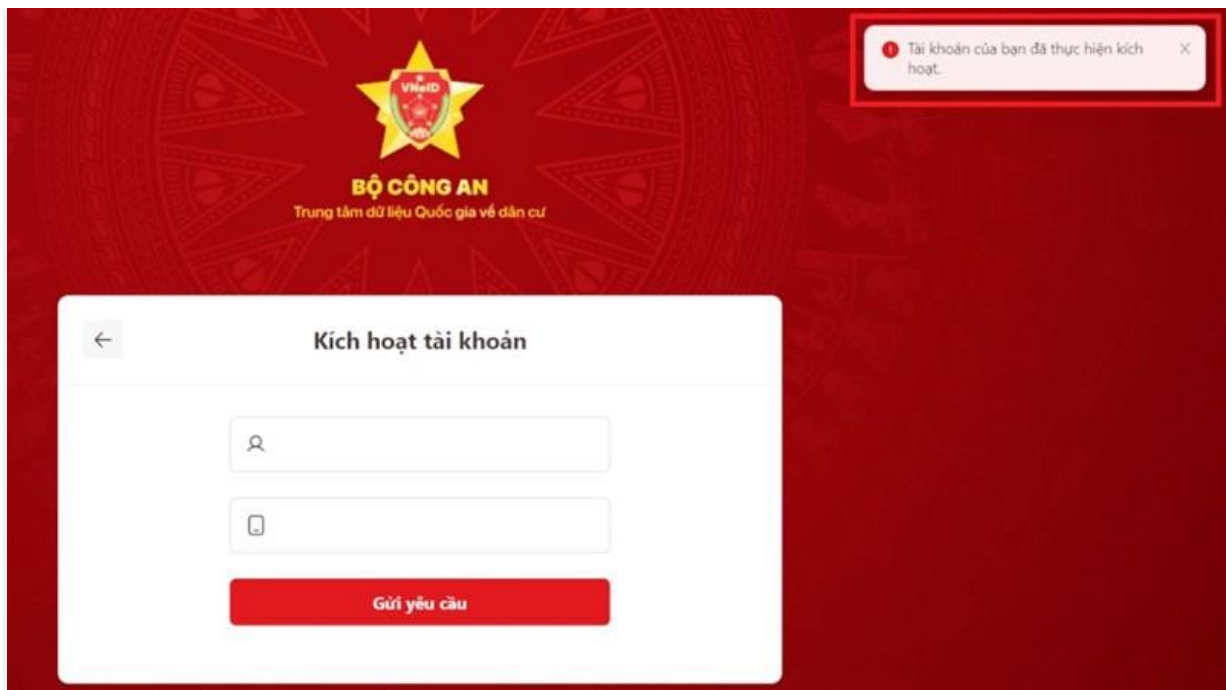 VNeID
BỘ CÔNG AN
Trung tâm dữ liệu Quốc gia về dân cư
Tài khoản của bạn đã thực hiện kích
hoạt.
Kích hoạt tài khoản
Gửi yêu cầu